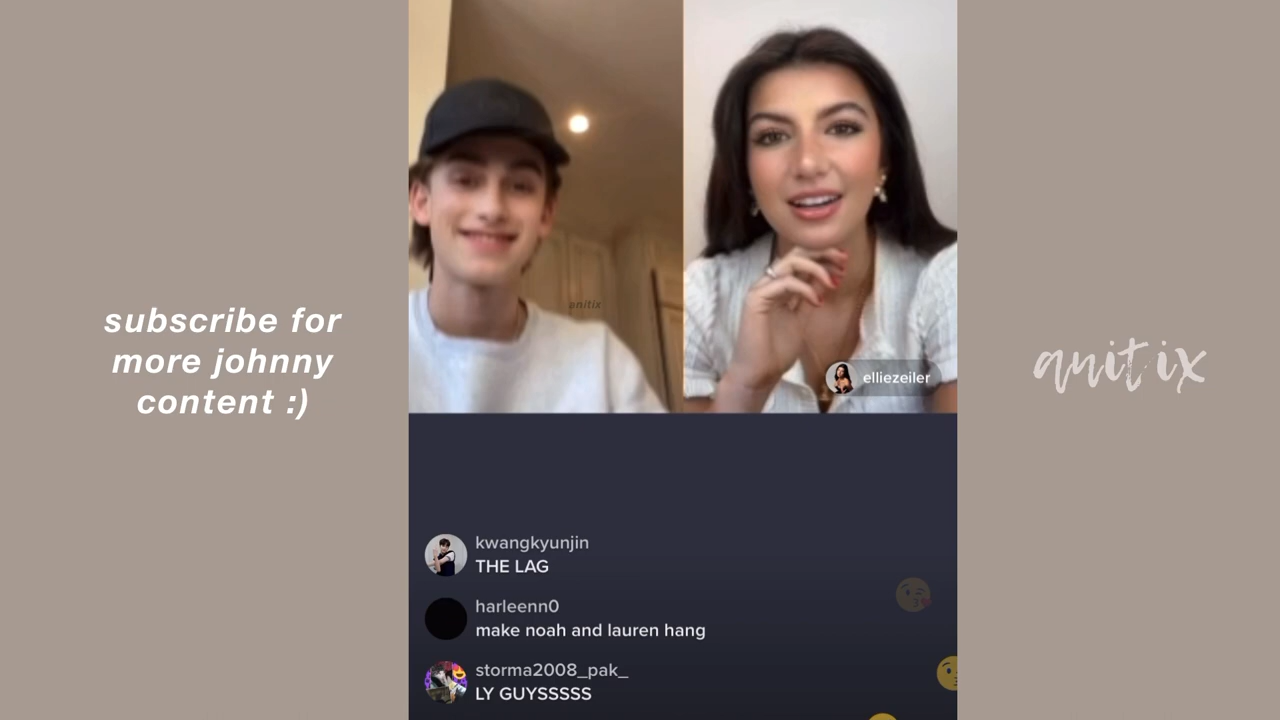 subscribe for
more johnny
content :)
anitix
elliezeiler
kwangkyunjin
THE LAG
harleenn0
make noah and lauren hang
storma2008_pak_
LY GUYSSSSS
anitix